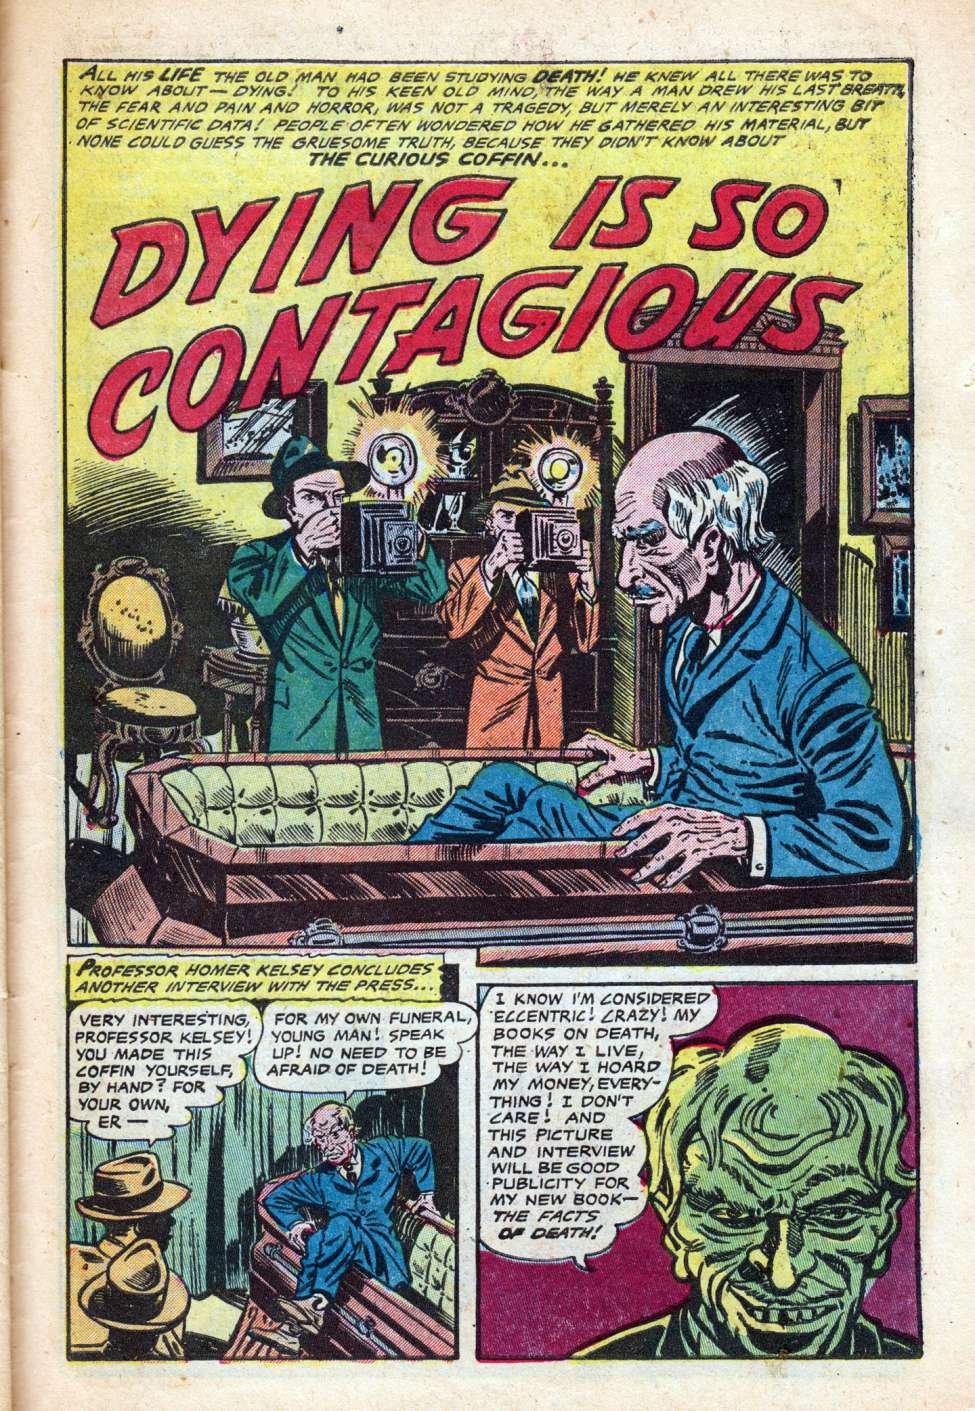 ALL HIS LIFE THE OLD MAN HAD BEEN STUDYING DEATH! HE KNEW ALL THERE WAS TO
KNOW ABOUT — DYING! TO HIS KEEN OLD MIND, THE WAY A MAN DREW HIS LAST BREATH,
THE FEAR AND PAIN AND HORROR, WAS NOT A TRAGEDY, BUT MERELY AN INTERESTING BIT
OF SCIENTIFIC DATA! PEOPLE OFTEN WONDERED HOW HE GATHERED HIS MATERIAL, BUT
NONE COULD GUESS THE GRUESOME TRUTH, BECAUSE THEY DIDN'T KNOW ABOUT
THE CURIOUS COFFIN...
DYING IS SO
CONTAGIOUS
PROFESSOR HOMER KELSEY CONCLUDES
ANOTHER INTERVIEW WITH THE PRESS...
VERY INTERESTING,
PROFESSOR KELSEY!
YOU MADE THIS
COFFIN YOURSELF,
BY HAND? FOR
YOUR OWN,
ER —
FOR MY OWN FUNERAL,
YOUNG MAN! SPEAK
UP! NO NEED TO BE
AFRAID OF DEATH!
I KNOW I'M CONSIDERED
ECCENTRIC! CRAZY! MY
BOOKS ON DEATH,
THE WAY I LIVE,
THE WAY I HOARD
MY MONEY, EVERY-
THING! I DON'T
CARE! AND
THIS PICTURE
AND INTERVIEW
WILL BE GOOD
PUBLICITY FOR
MY NEW BOOK—
THE FACTS
OF DEATH!